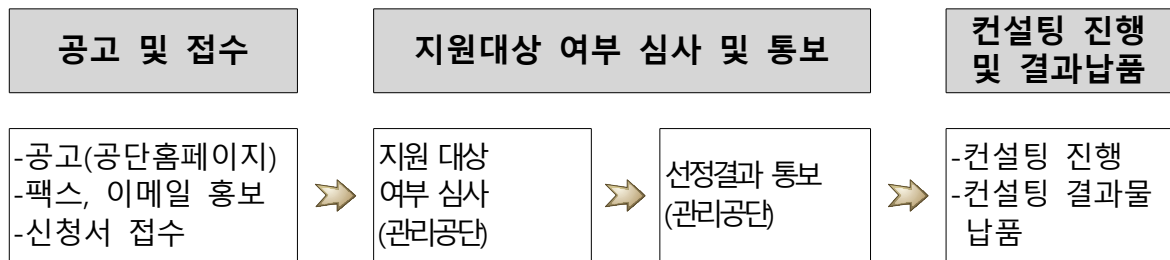 공고 및 접수
지원대상 여부 심사 및 통보
컨설팅 진행
및 결과납품
-공고(공단홈페이지)
-팩스, 이메일 홍보
-신청서 접수
지원 대상
여부 심사
(관리공단)
선정결과 통보
(관리공단)
-컨설팅 진행
-컨설팅 결과물
납품